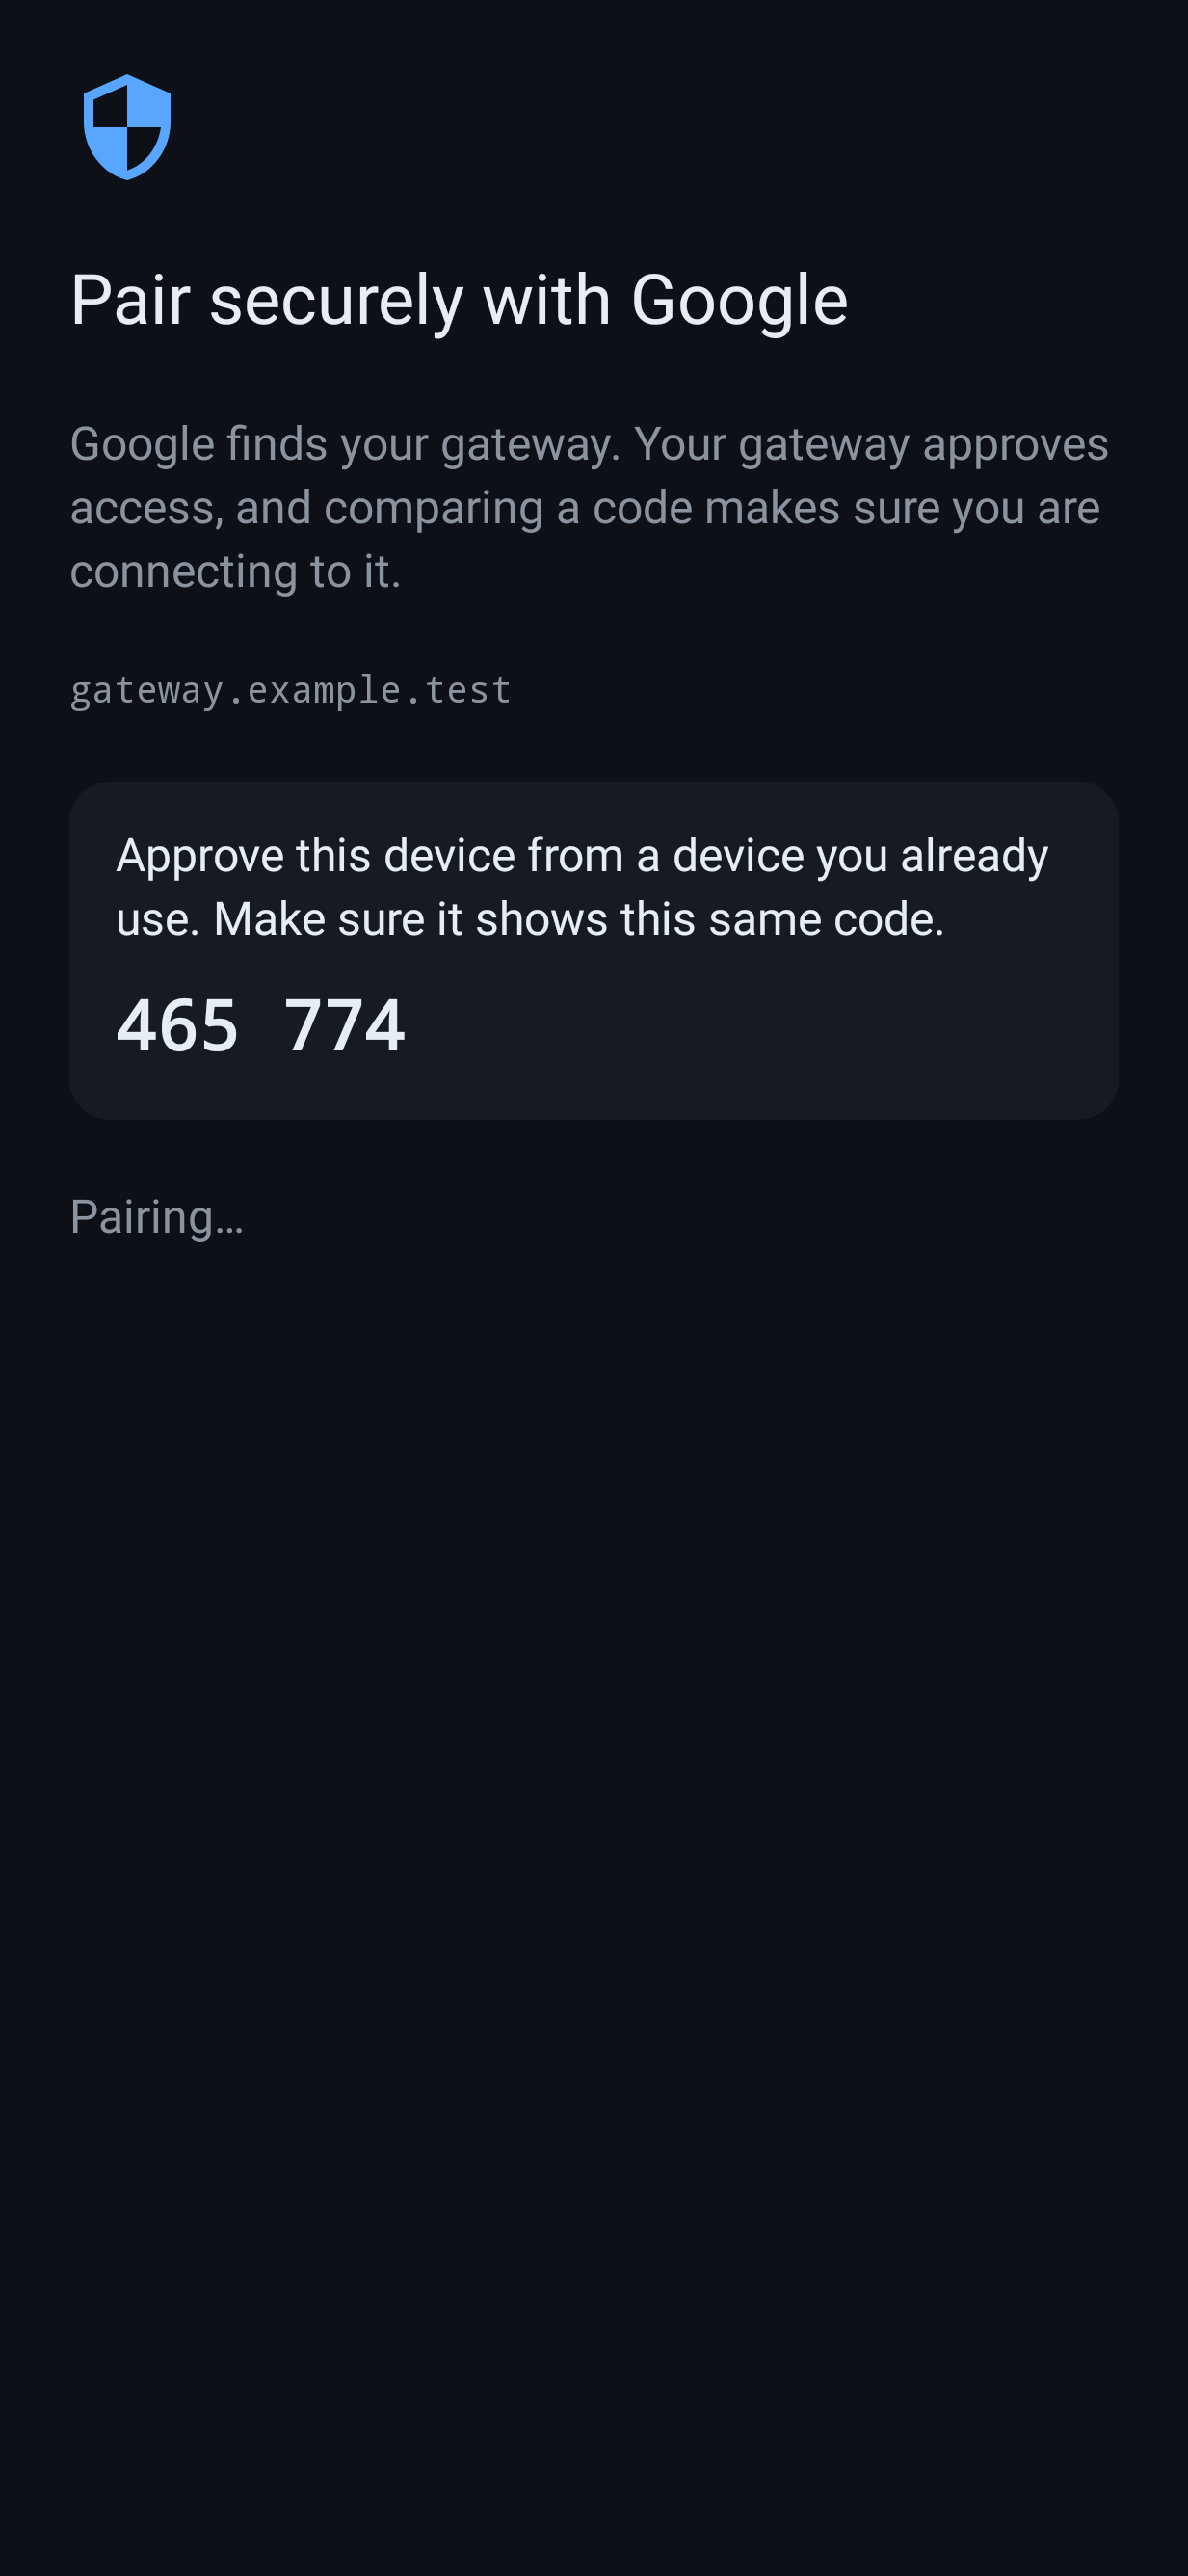 Pair securely with Google
Google finds your gateway. Your gateway approves
access, and comparing a code makes sure you are
connecting to it.
gateway.example.test
Approve this device from a device you already
use. Make sure it shows this same code.
465 774
Pairing…